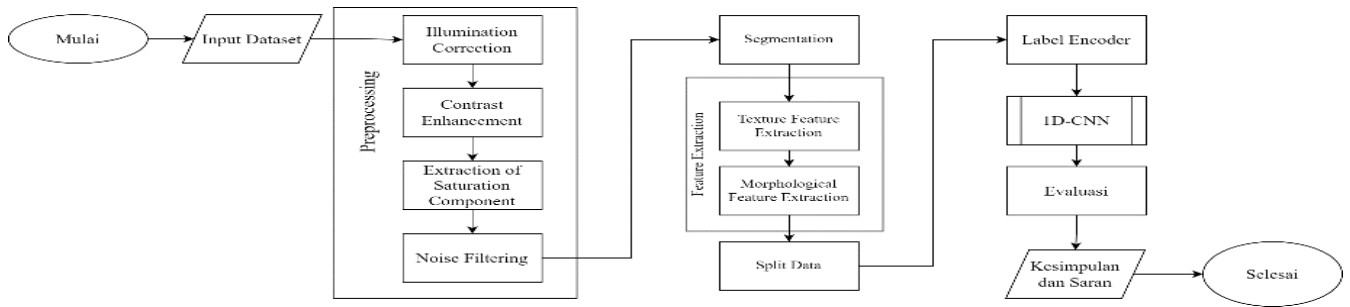 Mulai
Input Dataset
Preprocessing
Illumination
Correction
Contrast
Enhancement
Extraction of
Saturation
Component
Noise Filtering
Segmentation
Feature Extraction
Texture Feature
Extraction
Morphological
Feature Extraction
Split Data
Label Encoder
1D-CNN
Evaluasi
Kesimpulan
dan Saran
Selesai